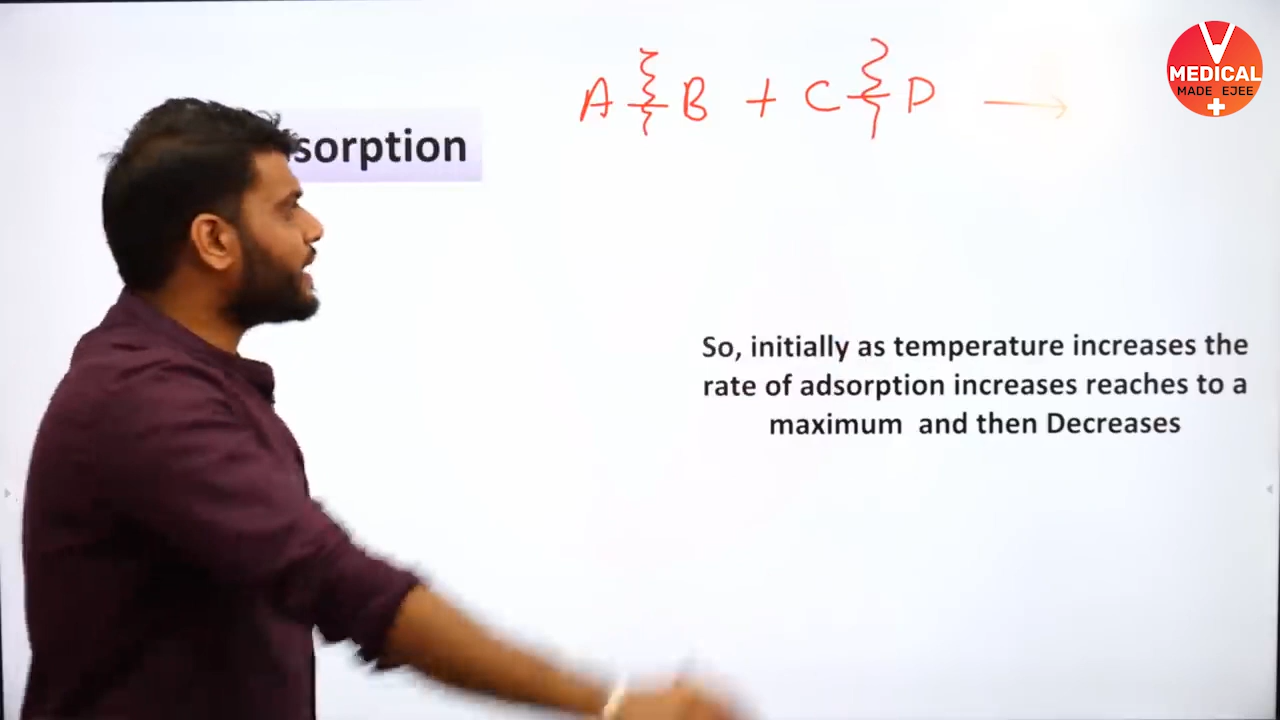 A - B + C - D →
sorption
So, initially as temperature increases the
rate of adsorption increases reaches to a
maximum and then Decreases
V
MEDICAL
MADE EJEE